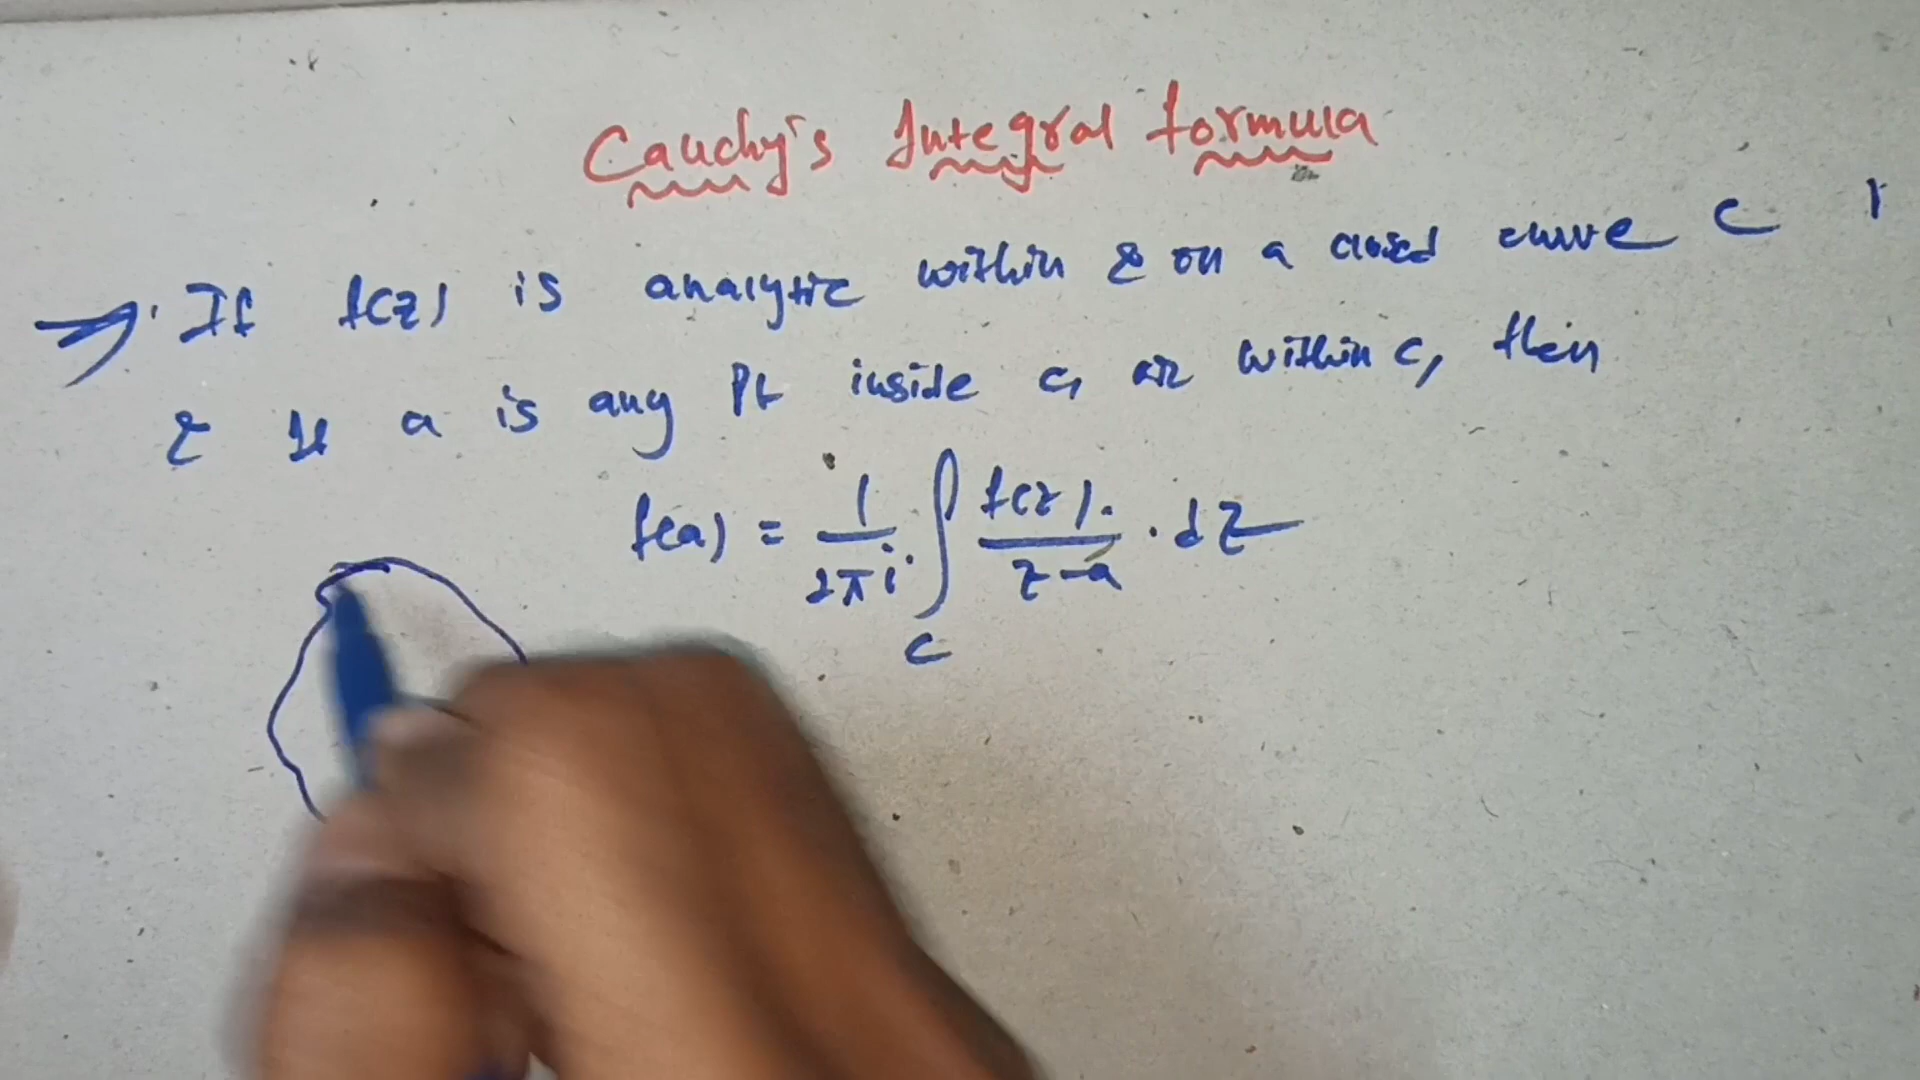 Cauchy's Integral formula
⇒ If f(z) is analytic within & on a closed curve C
& If a is any Pt inside C, or within C, then
f(a) = 1/2πi ∫_C f(z)/z-a . dz